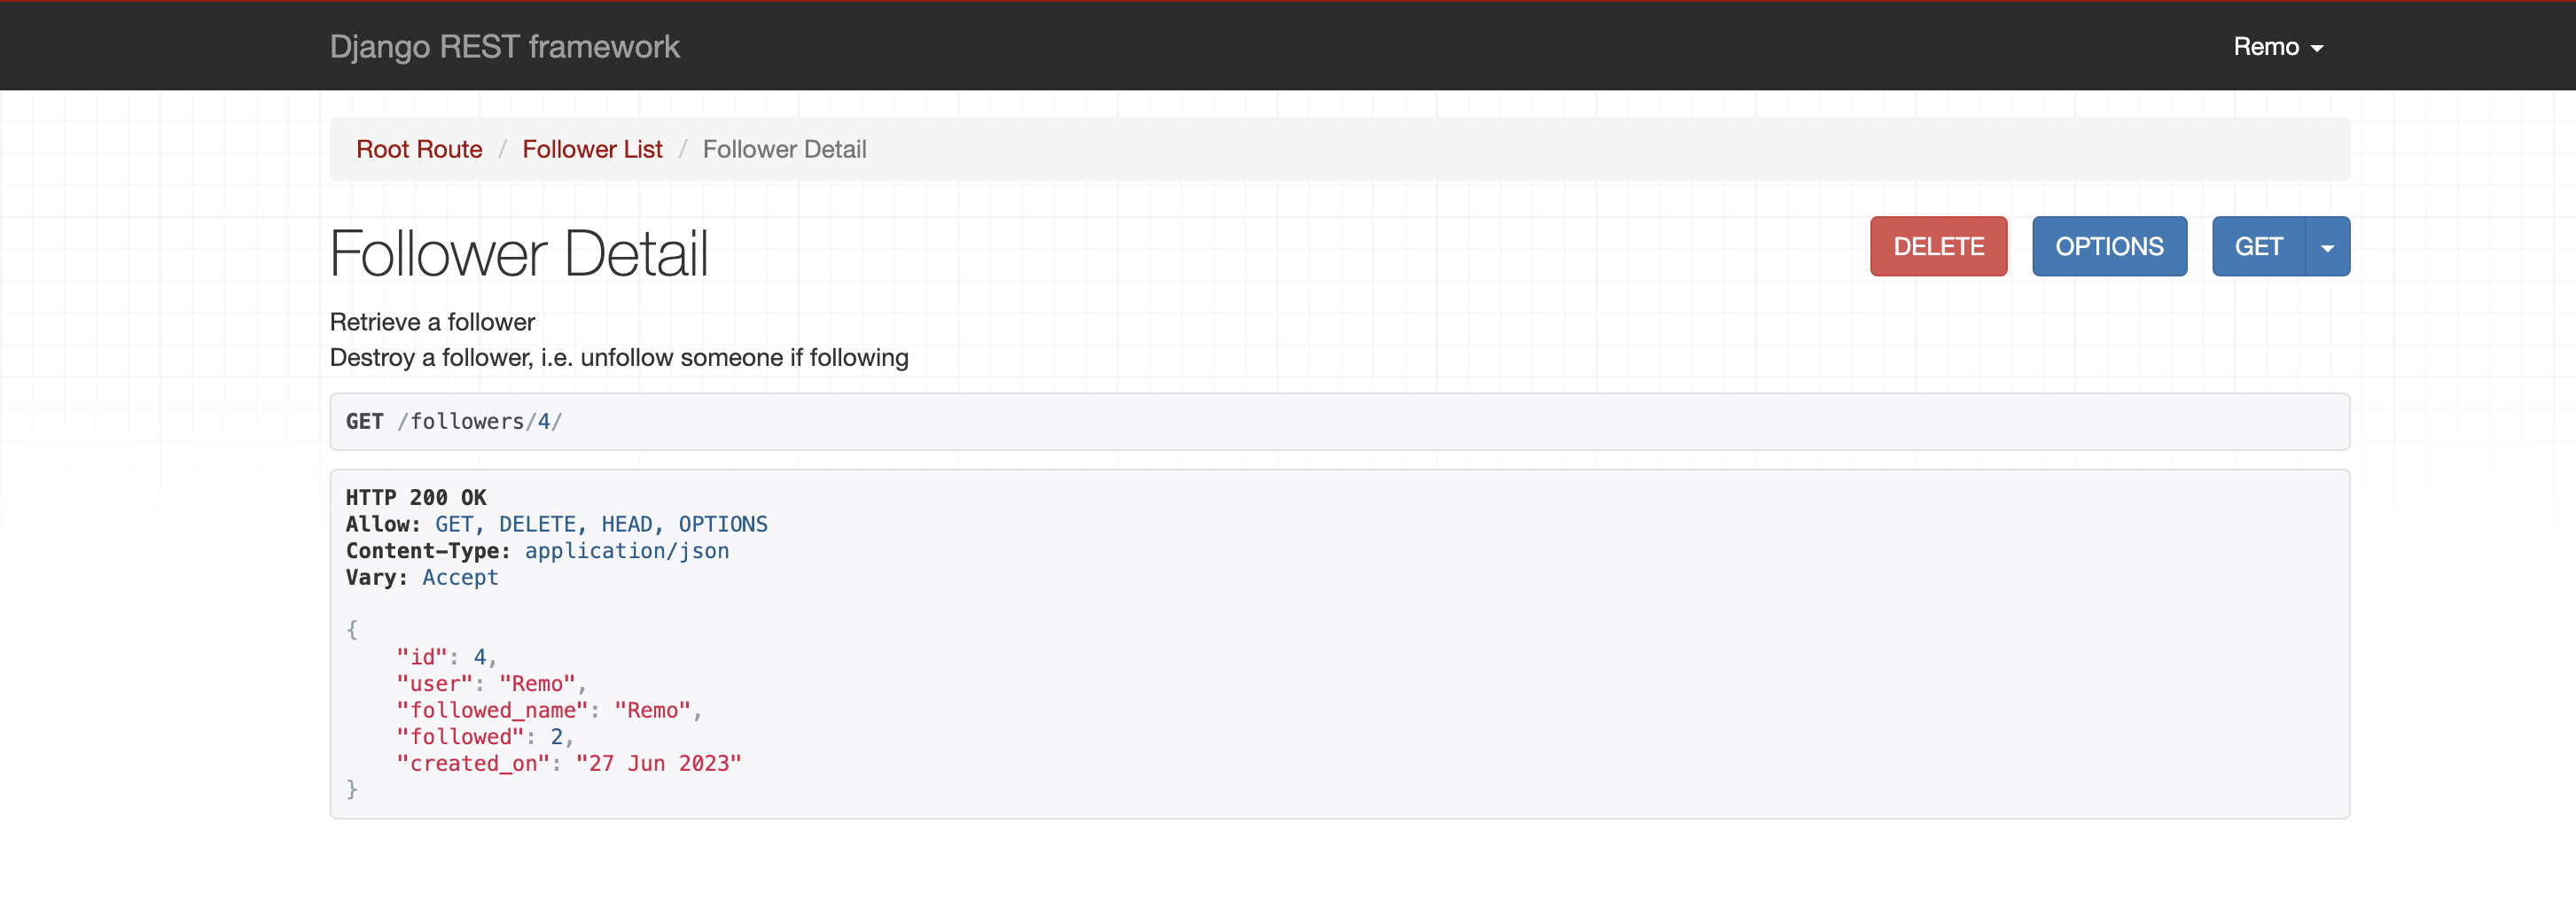 Django REST framework
Remo
Root Route / Follower List / Follower Detail
Follower Detail
DELETE
OPTIONS
GET
Retrieve a follower
Destroy a follower, i.e. unfollow someone if following
GET /followers/4/
HTTP 200 OK
Allow: GET, DELETE, HEAD, OPTIONS
Content-Type: application/json
Vary: Accept
{
    "id": 4,
    "user": "Remo",
    "followed_name": "Remo",
    "followed": 2,
    "created_on": "27 Jun 2023"
}